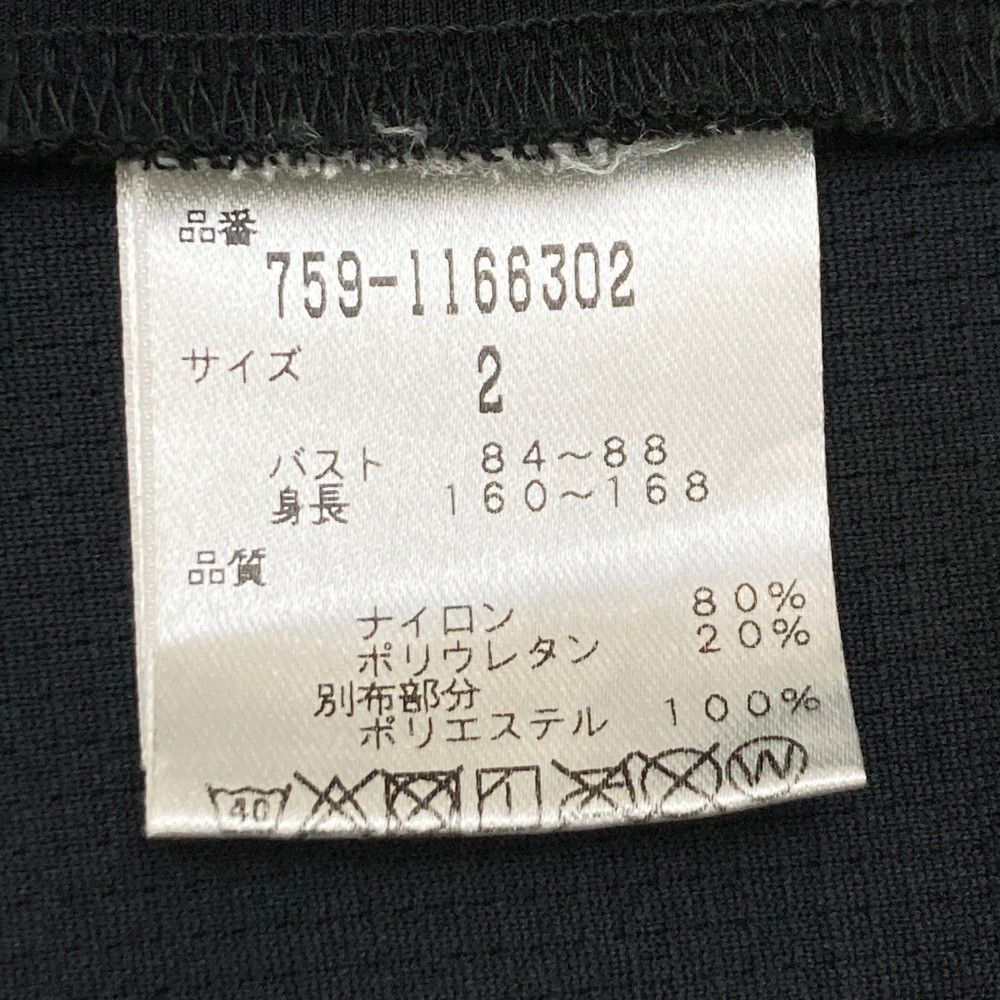 品番
759-1166302
サイズ 2
バスト 84~88
身長 160~168
品質
ナイロン 80%
ポリウレタン 20%
別布部分
ポリエステル 100%
40 W